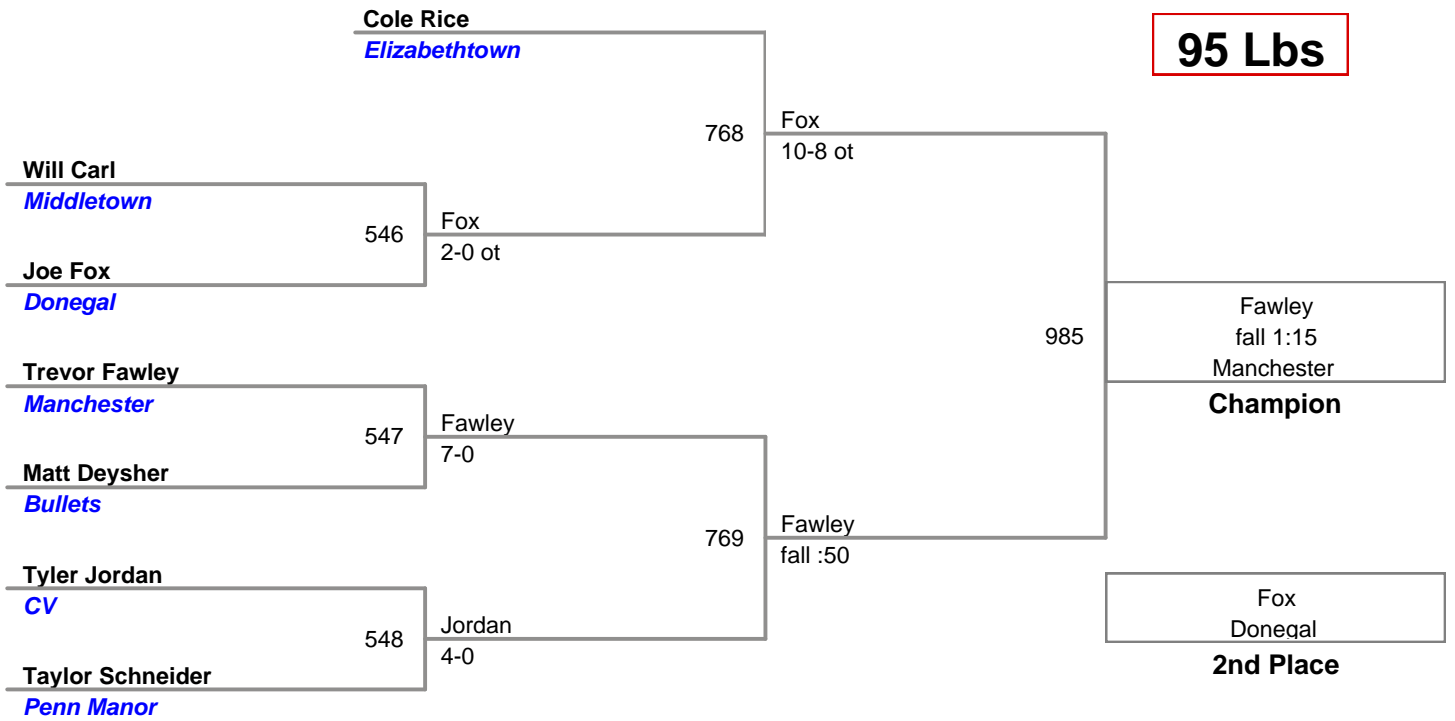 Cole Rice
Elizabethtown
95 Lbs
768
Fox
10-8 ot
Will Carl
Middletown
546
Fox
2-0 ot
Joe Fox
Donegal
985
Fawley
fall 1:15
Manchester
Champion
Trevor Fawley
Manchester
547
Fawley
7-0
Matt Deysher
Bullets
769
Fawley
fall :50
Tyler Jordan
CV
548
Jordan
4-0
Taylor Schneider
Penn Manor
Fox
Donegal
2nd Place